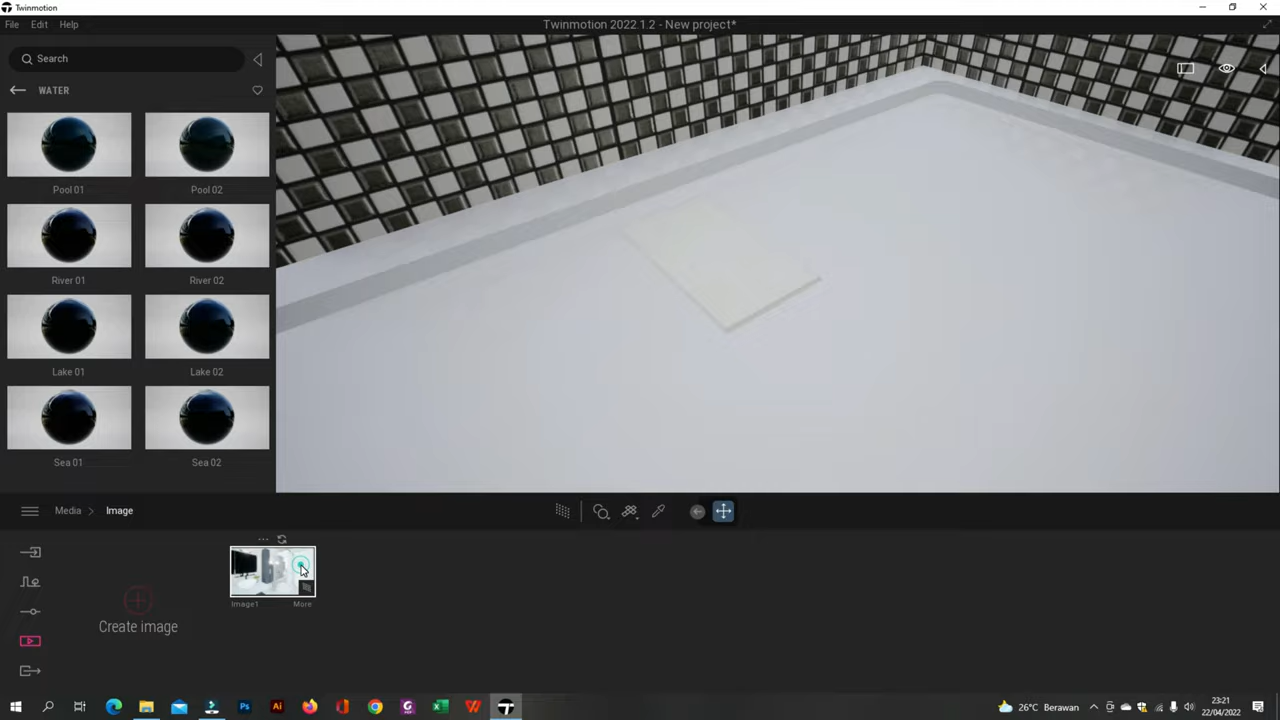 Twinmotion
File Edit Help
Twinmotion 2022.1.2 - New project*
Search
WATER
Pool 01 Pool 02
River 01 River 02
Lake 01 Lake 02
Sea 01 Sea 02
Media > Image
Create image
Image1 More
Ps Ai
26°C Berawan
23:21
22/04/2022